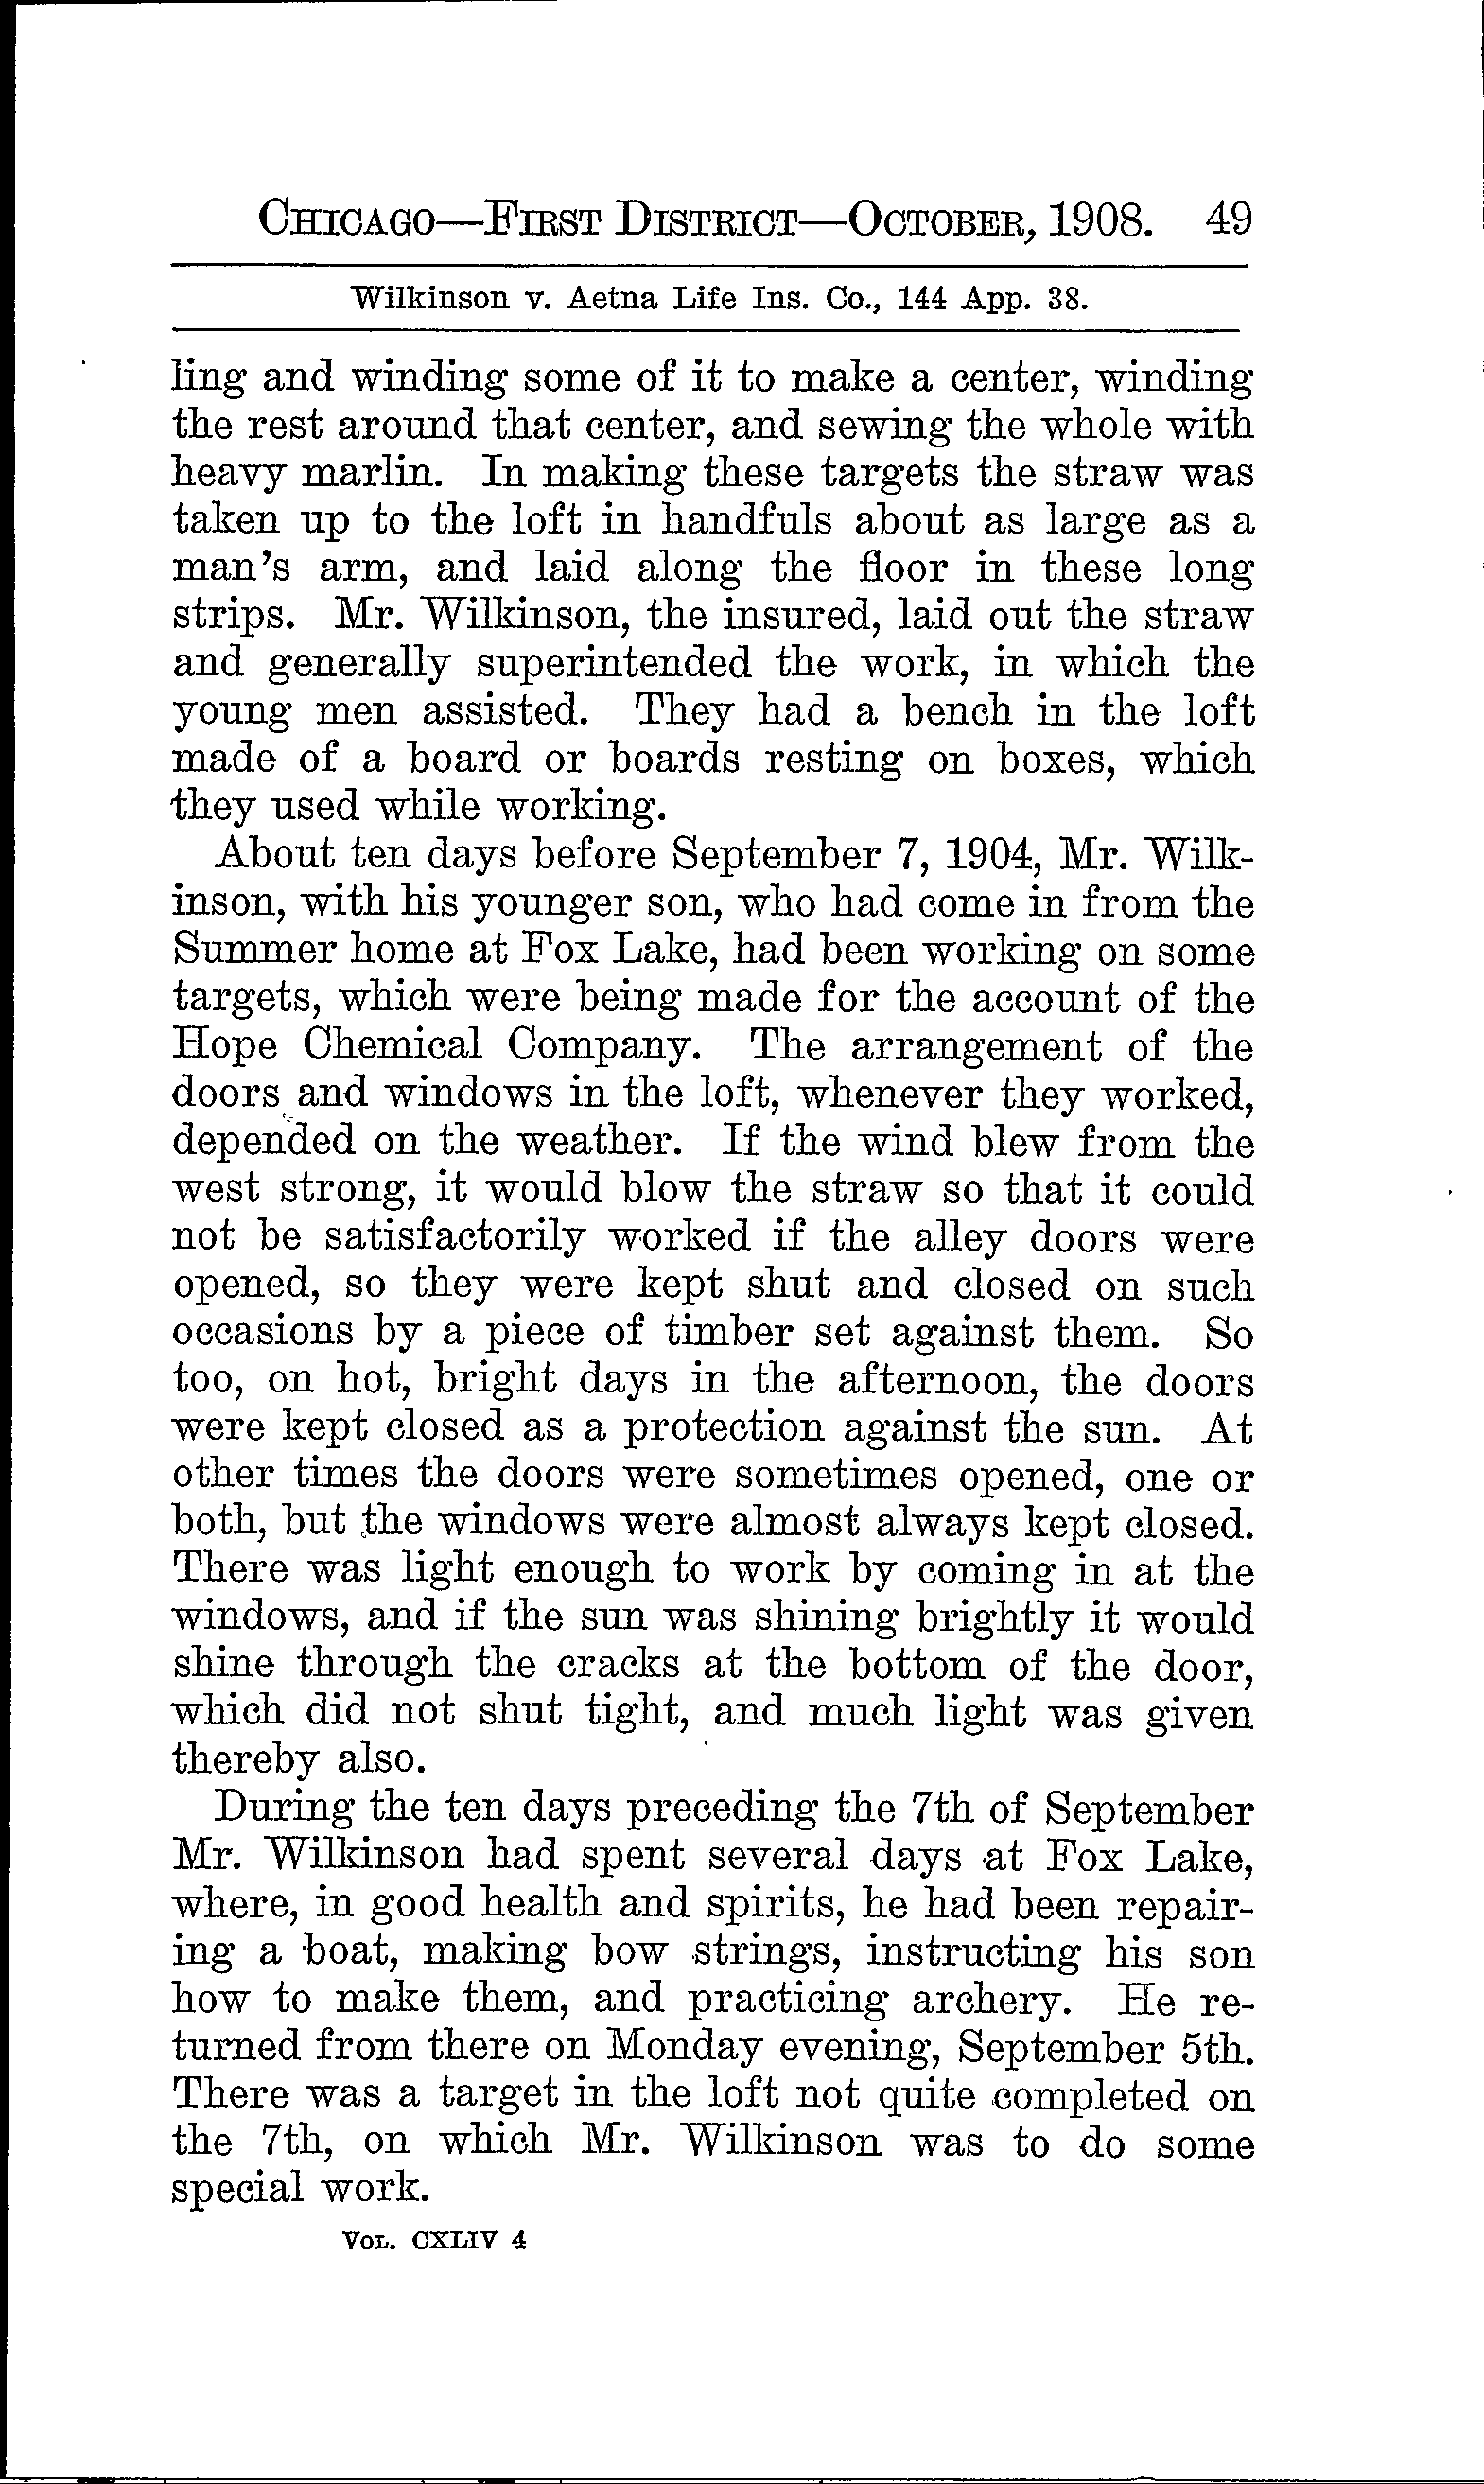 CHICAGO—FIRST DISTRICT—OCTOBER, 1908. 49
Wilkinson v. Aetna Life Ins. Co., 144 App. 38.
ling and winding some of it to make a center, winding
the rest around that center, and sewing the whole with
heavy marlin. In making these targets the straw was
taken up to the loft in handfuls about as large as a
man's arm, and laid along the floor in these long
strips. Mr. Wilkinson, the insured, laid out the straw
and generally superintended the work, in which the
young men assisted. They had a bench in the loft
made of a board or boards resting on boxes, which
they used while working.
About ten days before September 7, 1904, Mr. Wilk-
inson, with his younger son, who had come in from the
Summer home at Fox Lake, had been working on some
targets, which were being made for the account of the
Hope Chemical Company. The arrangement of the
doors and windows in the loft, whenever they worked,
depended on the weather. If the wind blew from the
west strong, it would blow the straw so that it could
not be satisfactorily worked if the alley doors were
opened, so they were kept shut and closed on such
occasions by a piece of timber set against them. So
too, on hot, bright days in the afternoon, the doors
were kept closed as a protection against the sun. At
other times the doors were sometimes opened, one or
both, but the windows were almost always kept closed.
There was light enough to work by coming in at the
windows, and if the sun was shining brightly it would
shine through the cracks at the bottom of the door,
which did not shut tight, and much light was given
thereby also.
During the ten days preceding the 7th of September
Mr. Wilkinson had spent several days at Fox Lake,
where, in good health and spirits, he had been repair-
ing a boat, making bow strings, instructing his son
how to make them, and practicing archery. He re-
turned from there on Monday evening, September 5th.
There was a target in the loft not quite completed on
the 7th, on which Mr. Wilkinson was to do some
special work.
VOL. CXLIV 4